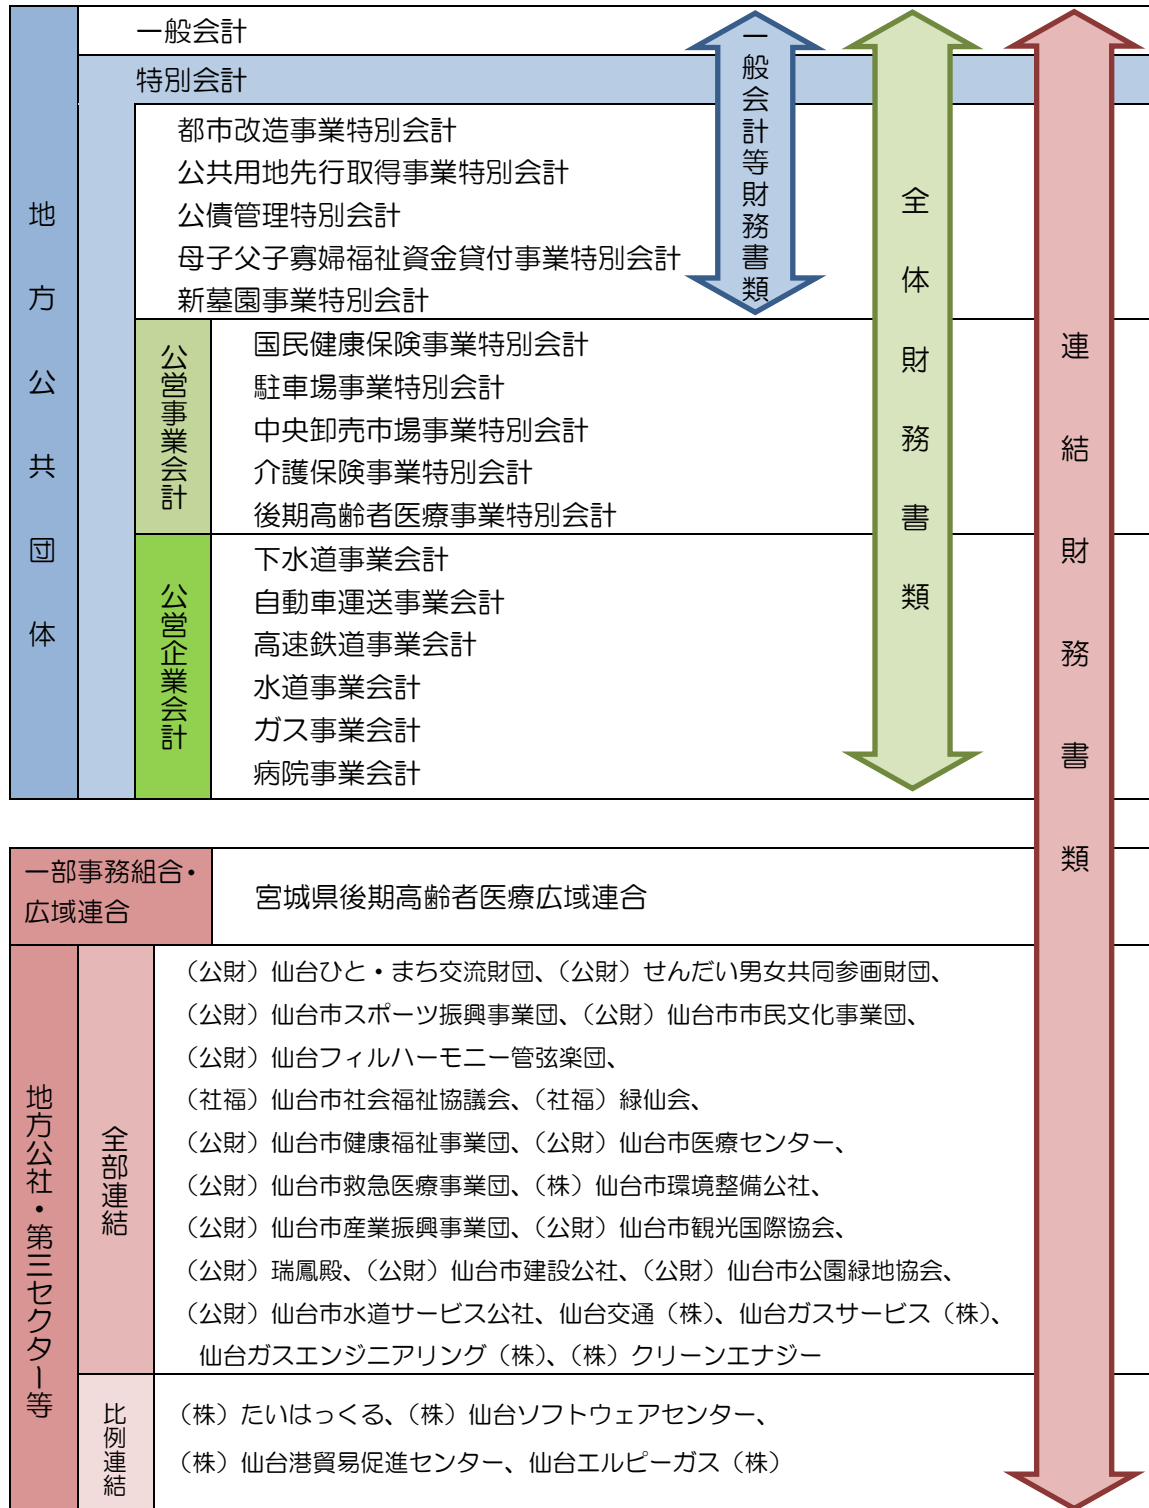 地方公共団体
一般会計
特別会計
都市改造事業特別会計
公共用地先行取得事業特別会計
公債管理特別会計
母子父子寡婦福祉資金貸付事業特別会計
新墓園事業特別会計
公営事業会計
国民健康保険事業特別会計
駐車場事業特別会計
中央卸売市場事業特別会計
介護保険事業特別会計
後期高齢者医療事業特別会計
公営企業会計
下水道事業会計
自動車運送事業会計
高速鉄道事業会計
水道事業会計
ガス事業会計
病院事業会計
一般会計等財務書類
全体財務書類
連結財務書類
一部事務組合・
広域連合
宮城県後期高齢者医療広域連合
地方公社・第三セクター等
全部連結
（公財）仙台ひと・まち交流財団、（公財）せんだい男女共同参画財団、
（公財）仙台市スポーツ振興事業団、（公財）仙台市市民文化事業団、
（公財）仙台フィルハーモニー管弦楽団、
（社福）仙台市社会福祉協議会、（社福）緑仙会、
（公財）仙台市健康福祉事業団、（公財）仙台市医療センター、
（公財）仙台市救急医療事業団、（株）仙台市環境整備公社、
（公財）仙台市産業振興事業団、（公財）仙台市観光国際協会、
（公財）瑞鳳殿、（公財）仙台市建設公社、（公財）仙台市公園緑地協会、
（公財）仙台市水道サービス公社、仙台交通（株）、仙台ガスサービス（株）、
仙台ガスエンジニアリング（株）、（株）クリーンエナジー
比例連結
（株）たいはっくる、（株）仙台ソフトウェアセンター、
（株）仙台港貿易促進センター、仙台エルピーガス（株）